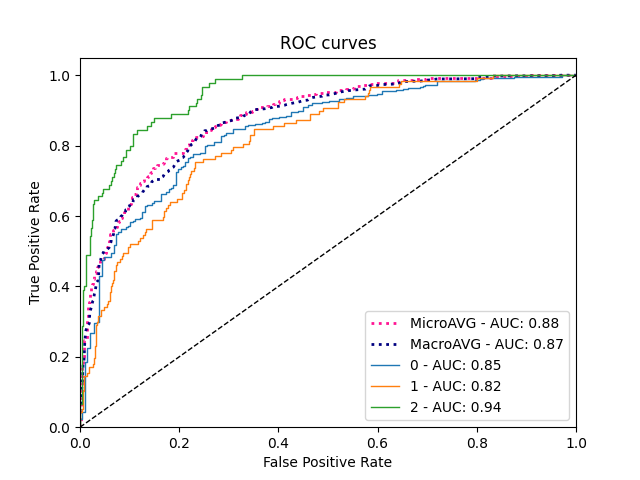 ROC curves
1.0
0.8
0.6
0.4
0.2
0.0
True Positive Rate
0.0 0.2 0.4 0.6 0.8 1.0
False Positive Rate
MicroAVG - AUC: 0.88
MacroAVG - AUC: 0.87
0 - AUC: 0.85
1 - AUC: 0.82
2 - AUC: 0.94